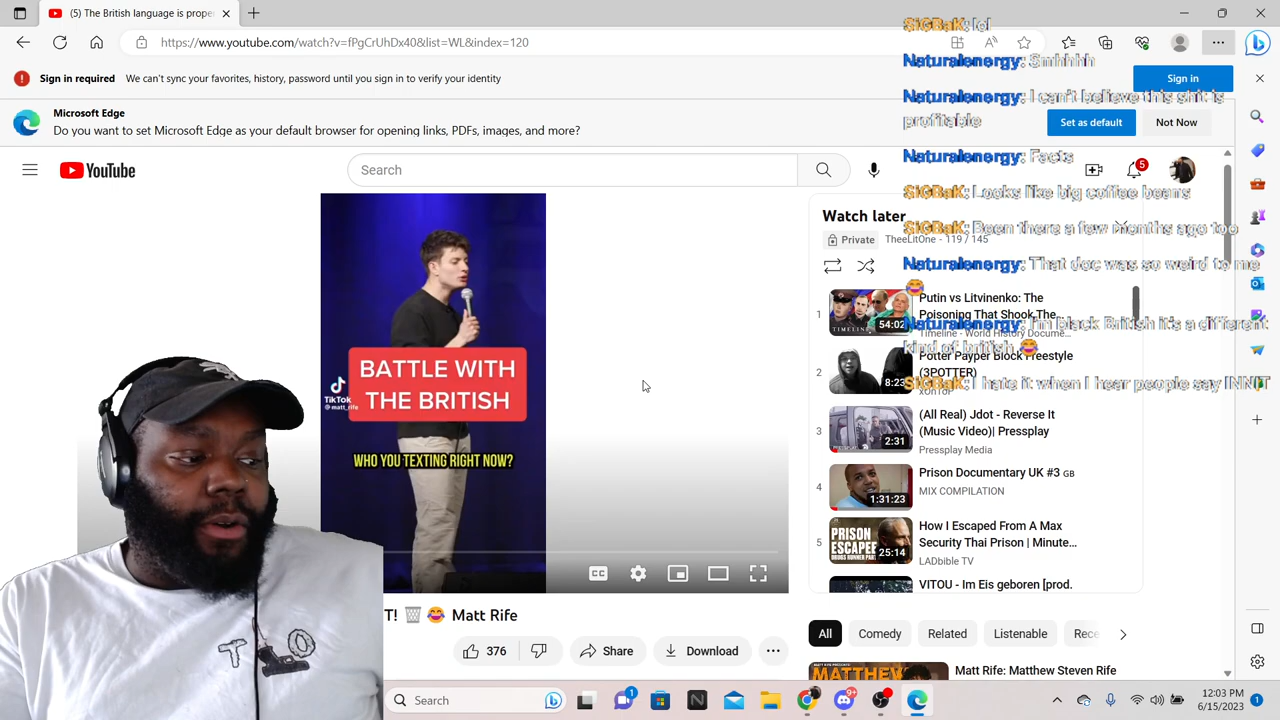 (5) The British language is prope
https://www.youtube.com/watch?v=fPgCrUhDx40&list=WL&index=120
Sign required We can't sync your favorites, history, password until you sign in to verify your identity
Sign in
Microsoft Edge
Do you want to set Microsoft Edge as your default browser for opening links, PDFs, images, and more?
Set as default
Not Now
SiGBaK: lol
Naturalenergy: Smhhhh
Naturalenergy: I can't believe this shit is
profitable
Naturalenergy: Facts
SiGBaK: Looks like big coffee beans
SiGBaK: Been there a few months ago too
Naturalenergy: That doc was so weird to me
😂
Naturalenergy: I'm black British it's a different
kind of british 😂
SiGBaK: I hate it when I hear people say INNIT
YouTube
Search
5
BATTLE WITH
THE BRITISH
TikTok
@matt_rife
WHO YOU TEXTING RIGHT NOW?
CC
T! 🗑️ 😂 Matt Rife
376
Share
Download
Watch later
Private TheeLitOne - 119 / 145
1
54:02
TIMELINE
Putin vs Litvinenko: The
Poisoning That Shook The...
Timeline - World History Docume...
2
8:23
Potter Payper Block Freestyle
(3POTTER)
xOnToP
3
2:31
(All Real) Jdot - Reverse It
(Music Video)| Pressplay
Pressplay Media
4
1:31:23
Prison Documentary UK #3 GB
MIX COMPILATION
5
PRISON
ESCAPEE
25:14
How I Escaped From A Max
Security Thai Prison | Minute...
LADbible TV
VITOU - Im Eis geboren [prod.
All
Comedy
Related
Listenable
Rece
Matt Rife: Matthew Steven Rife
TLO
Search
1
9+
12:03 PM
6/15/2023
1